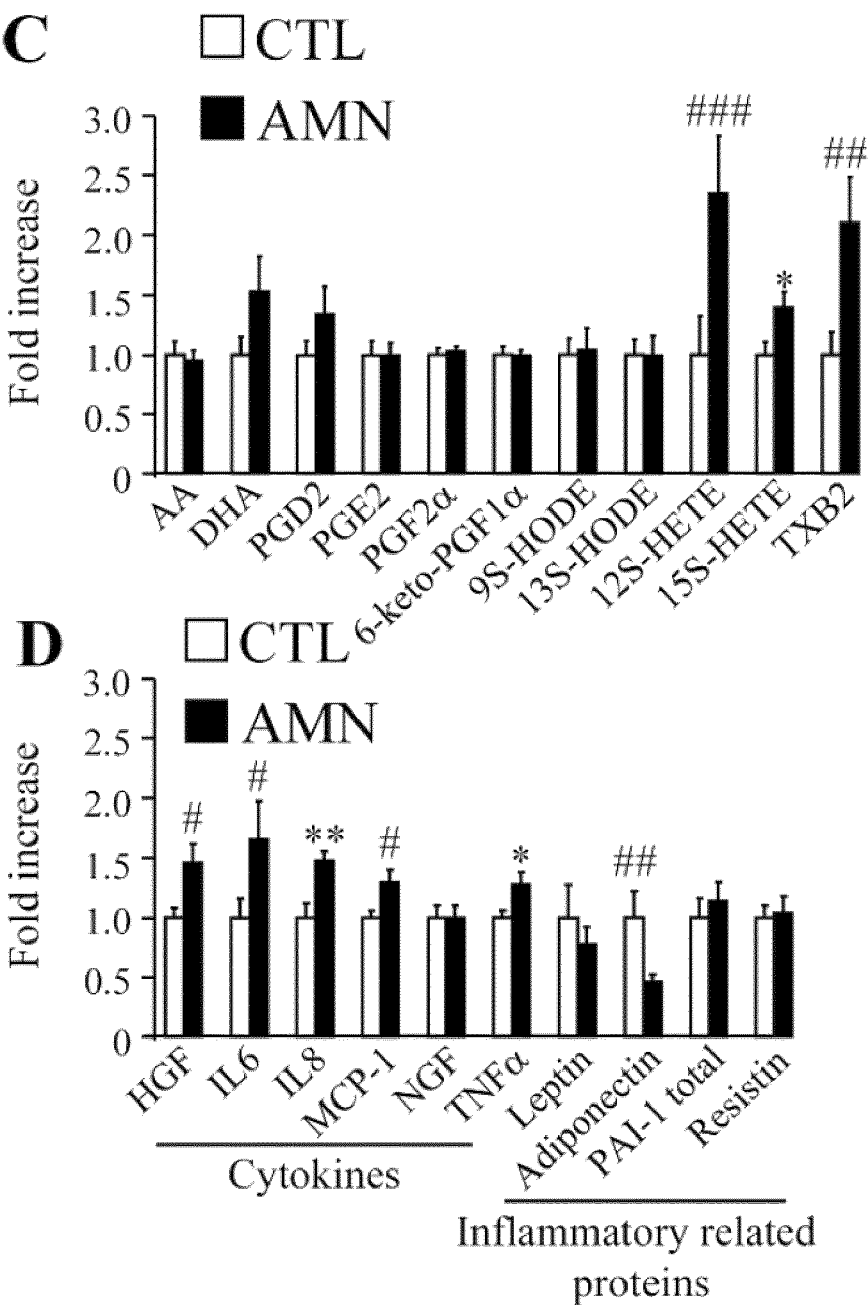 C
CTL
AMN
Fold increase
3.0
2.5
2.0
1.5
1.0
0.5
0
###
##
*
AA
DHA
PGD2
PGE2
PGF2α
6-keto-PGF1α
9S-HODE
13S-HODE
12S-HETE
15S-HETE
TXB2
D
CTL
AMN
Fold increase
3.0
2.5
2.0
1.5
1.0
0.5
0
#
#
**
#
*
##
HGF
IL6
IL8
MCP-1
NGF
TNFα
Leptin
Adiponectin
PAI-1 total
Resistin
Cytokines
Inflammatory related
proteins